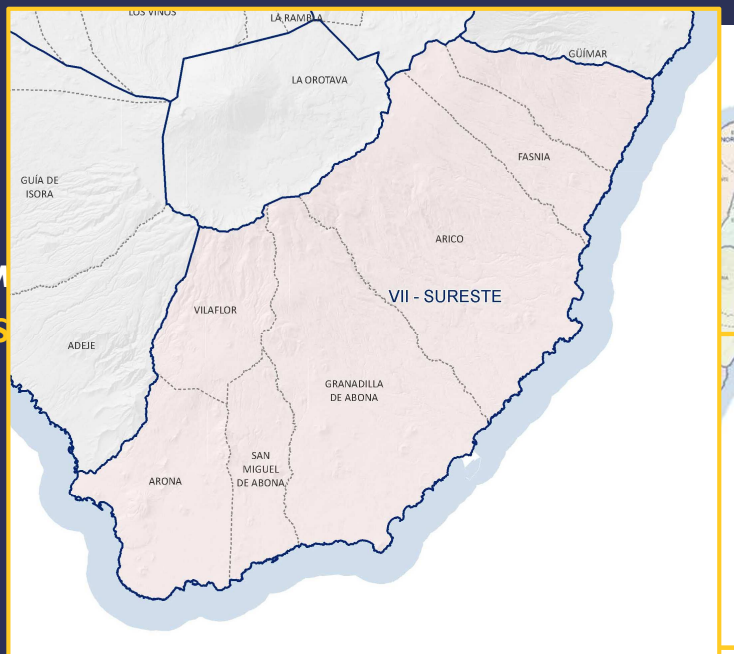 LOS VINOS
LA RAMBLA
GÜÍMAR
LA OROTAVA
FASNIA
GUÍA DE
ISORA
ARICO
VII - SURESTE
VILAFLOR
ADEJE
GRANADILLA
DE ABONA
SAN
MIGUEL
DE ABONA
ARONA